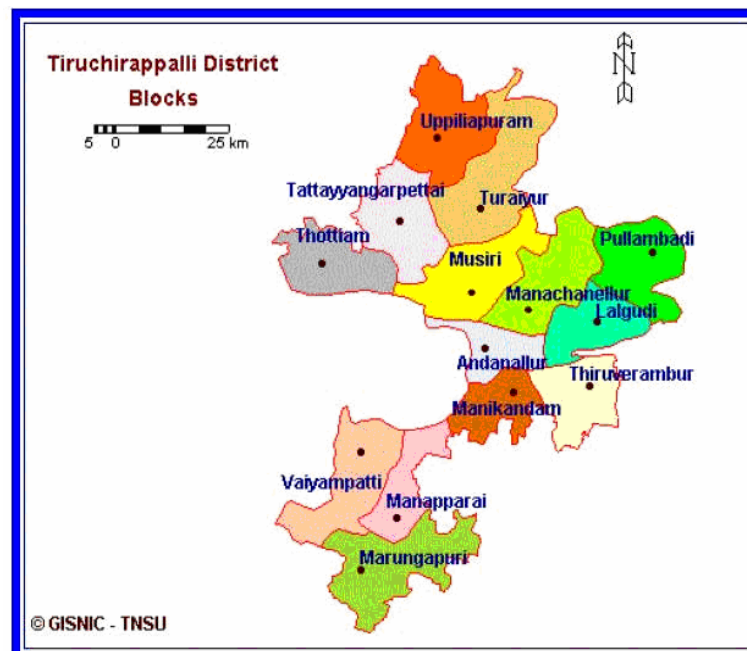 Tiruchirappalli District
Blocks
N
5 0 25 km
Uppiliapuram
Tattayyangarpettai
Turaiyur
Thottiam
Pullambadi
Musiri
Manachanellur
Lalgudi
Andanallur
Thiruverambur
Manikandam
Vaiyampatti
Manapparai
Marungapuri
© GISNIC - TNSU